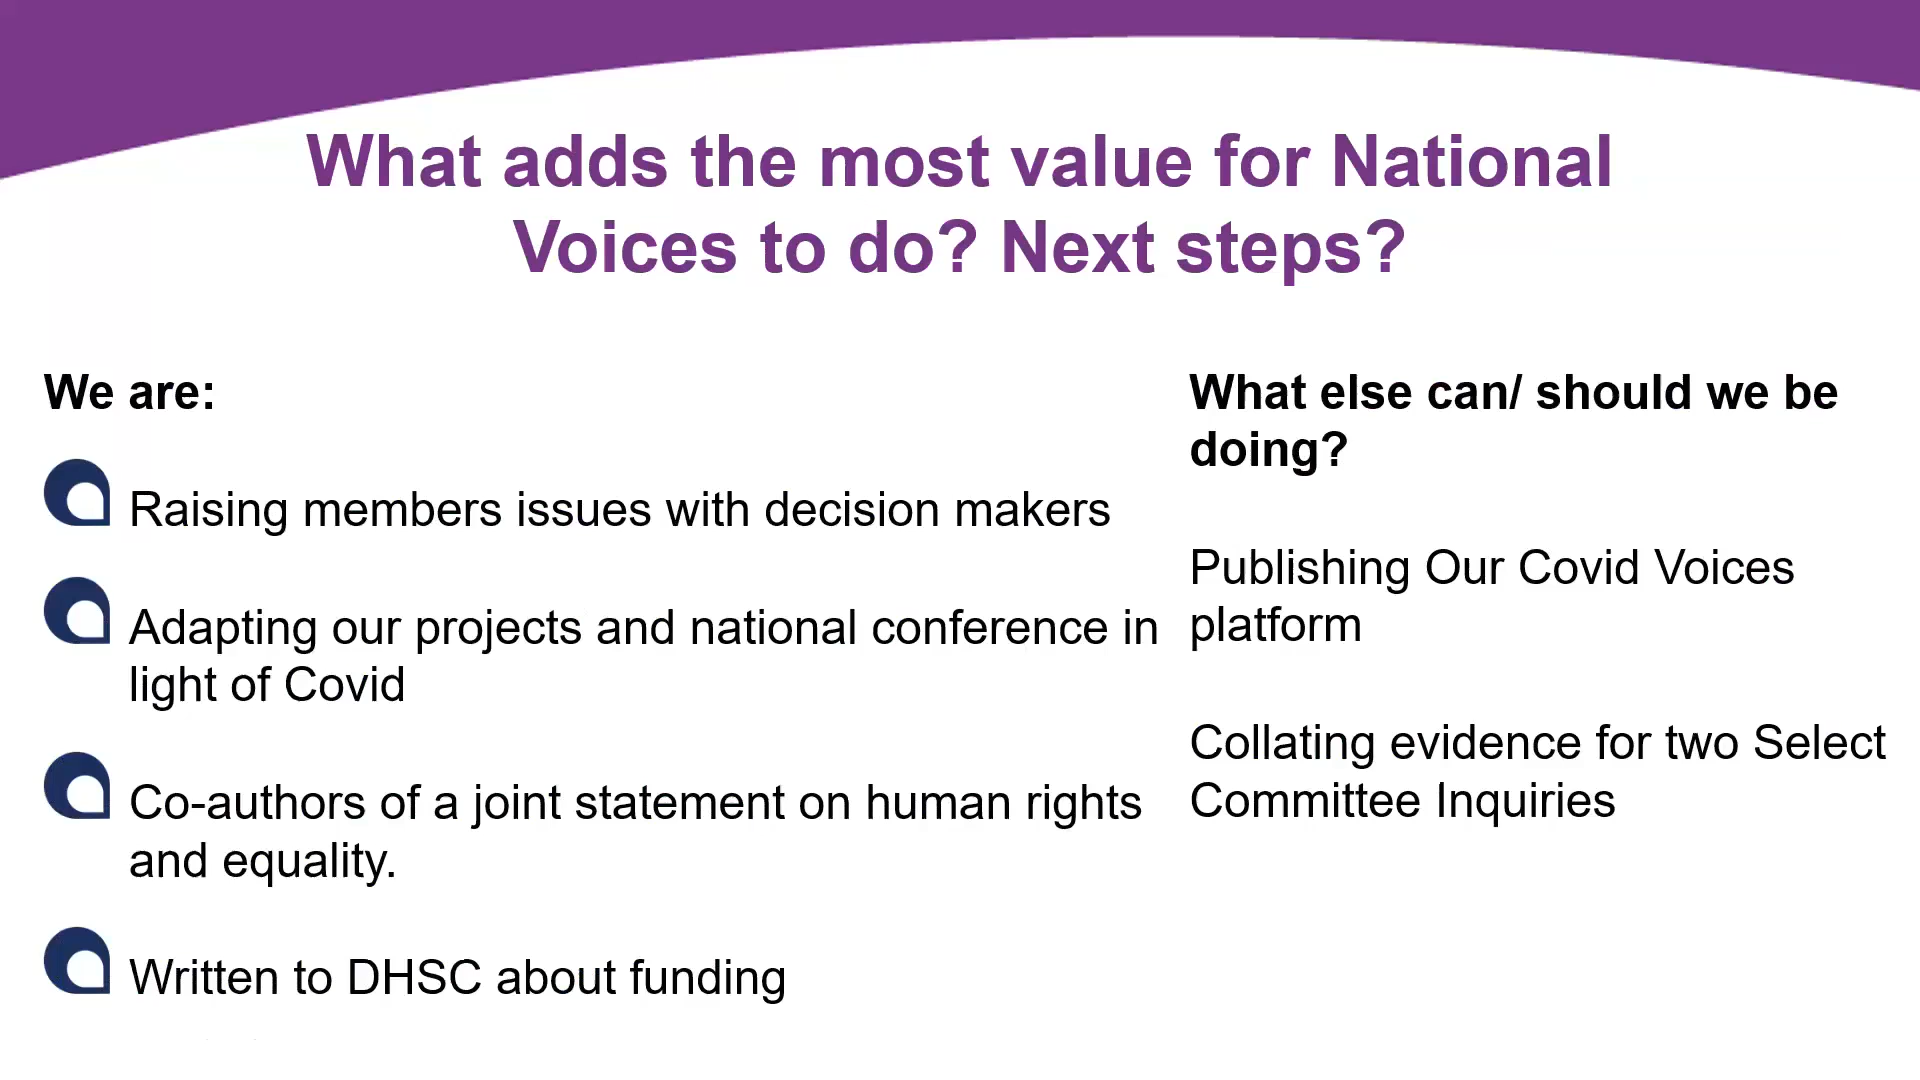 What adds the most value for National
Voices to do? Next steps?
We are:
Raising members issues with decision makers
Adapting our projects and national conference in
light of Covid
Co-authors of a joint statement on human rights
and equality.
Written to DHSC about funding
What else can/ should we be
doing?
Publishing Our Covid Voices
platform
Collating evidence for two Select
Committee Inquiries